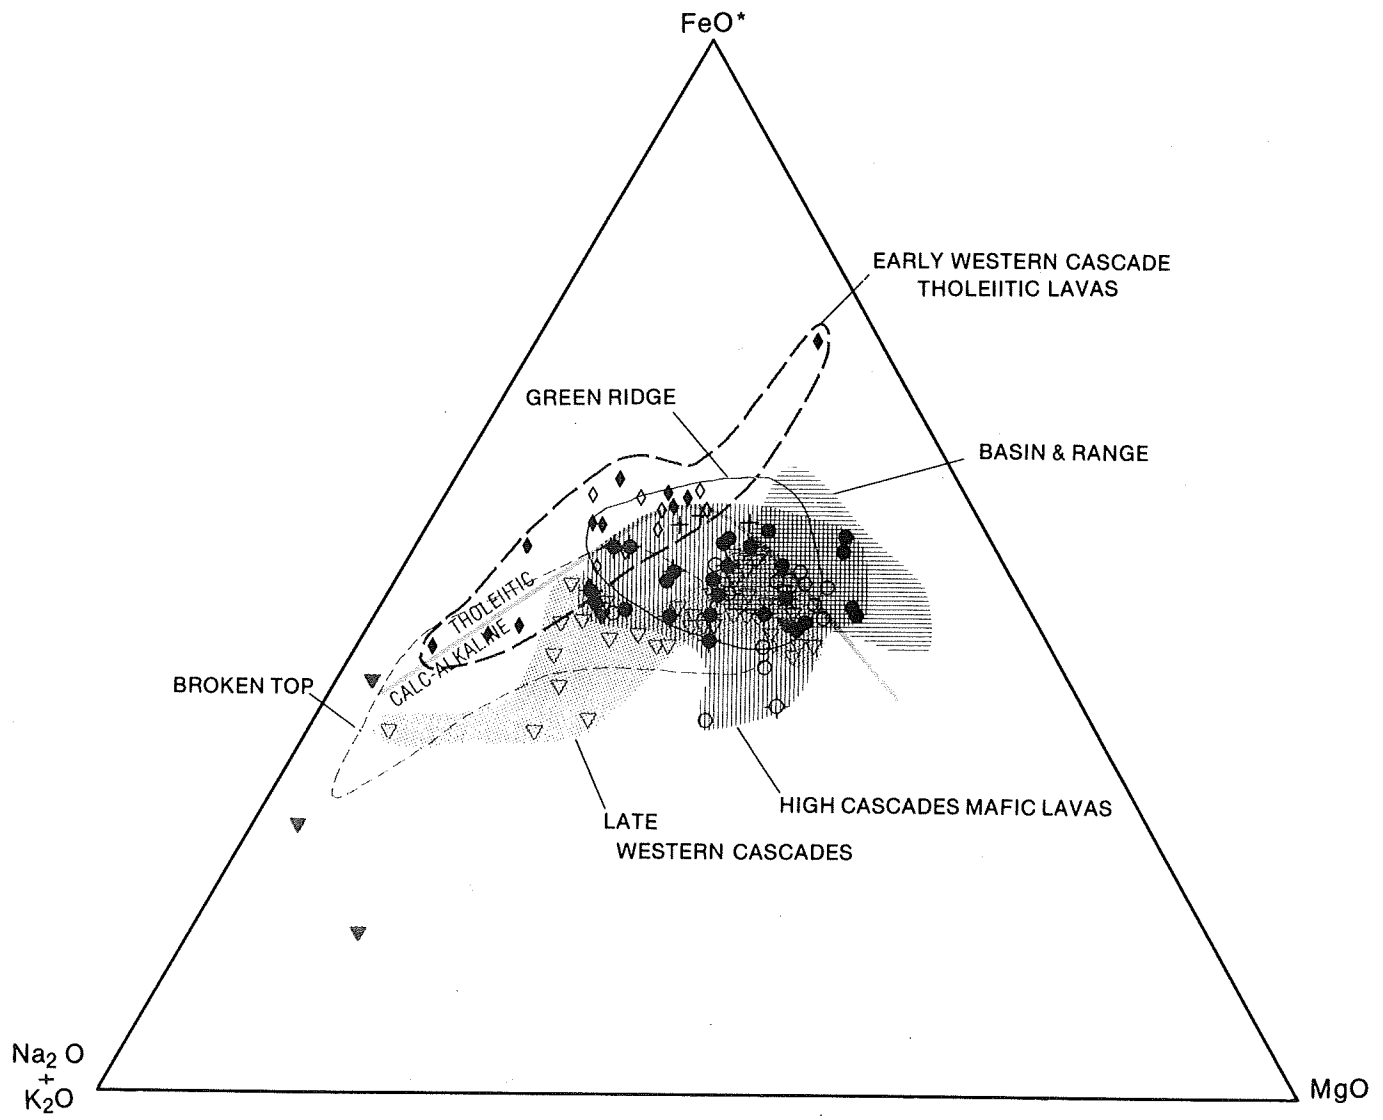 FeO*
EARLY WESTERN CASCADE
THOLEIITIC LAVAS
GREEN RIDGE
BASIN & RANGE
THOLEIITIC
CALC-ALKALINE
BROKEN TOP
HIGH CASCADES MAFIC LAVAS
LATE
WESTERN CASCADES
Na₂O
+
K₂O
MgO